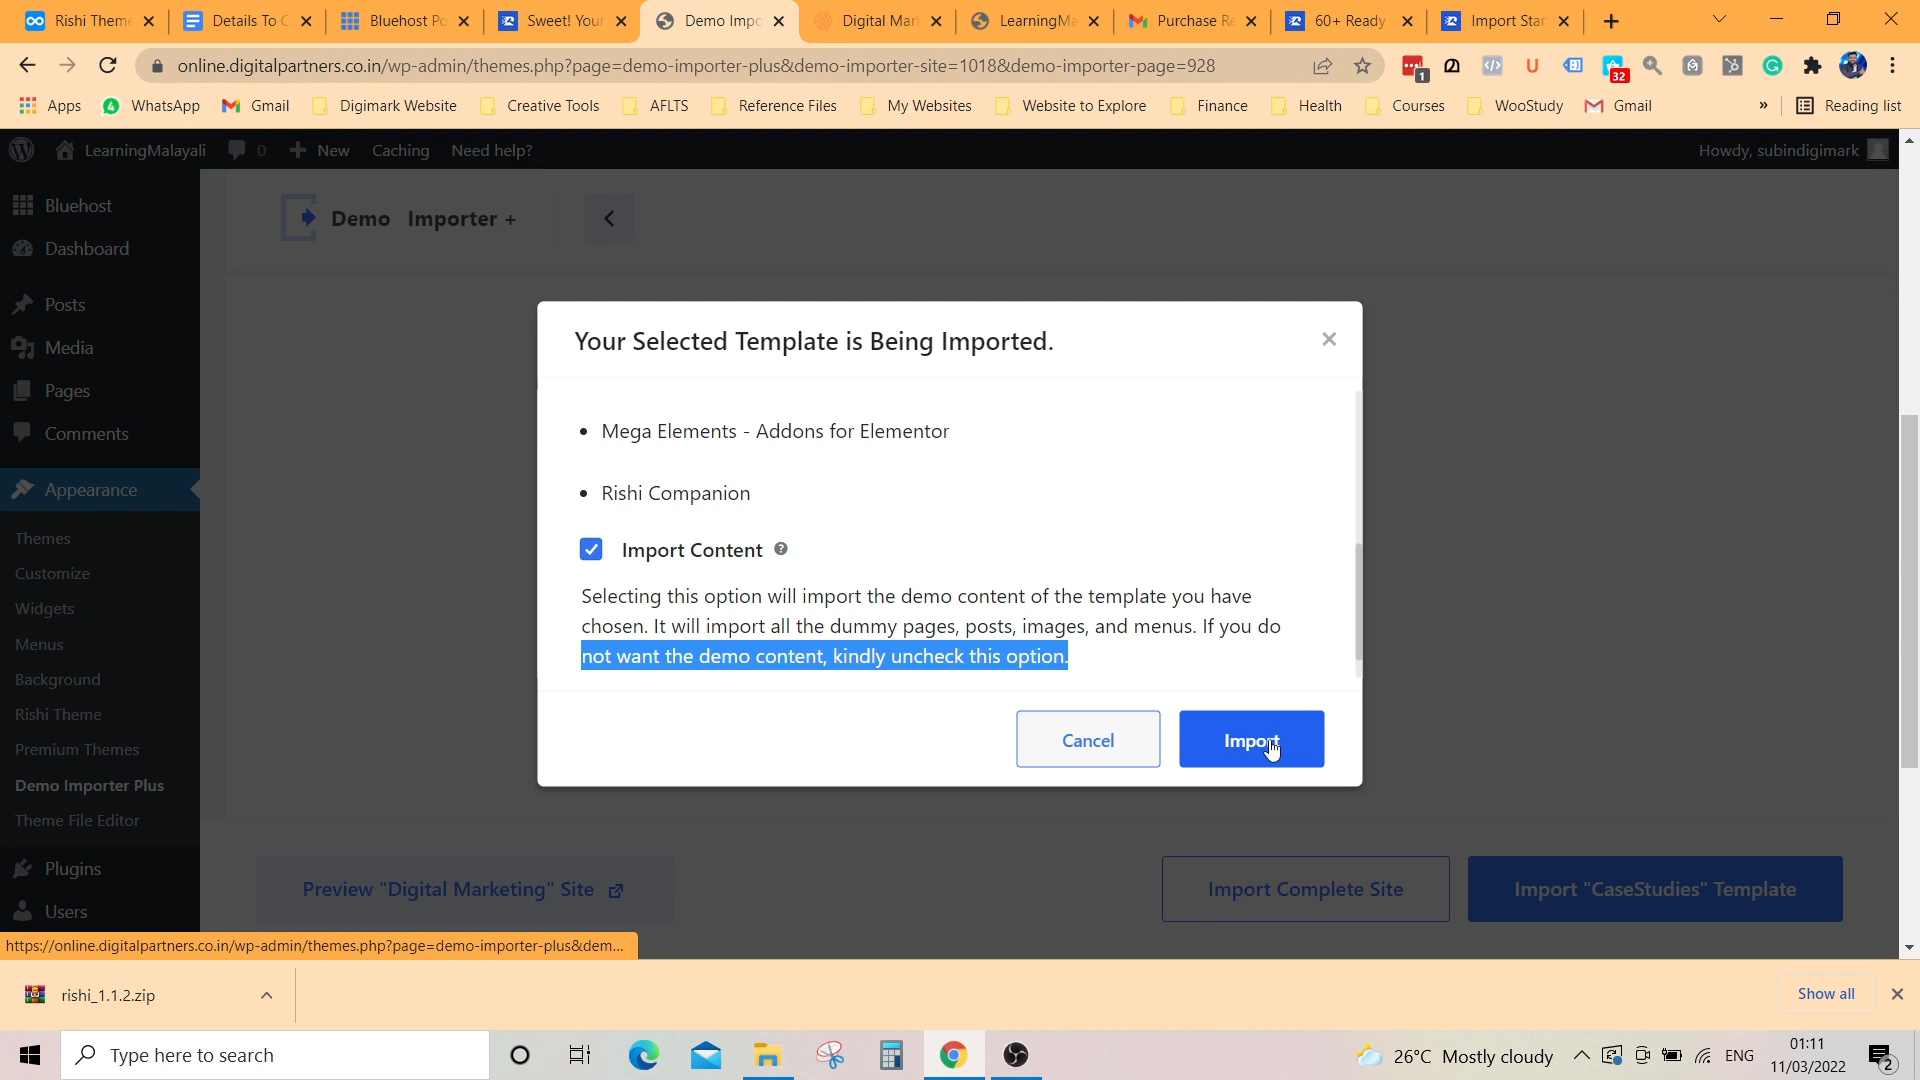 Rishi Theme
Details To C
Bluehost Po
Sweet! Your
Demo Impo
Digital Mark
LearningMa
Purchase Re
60+ Ready
Import Star
online.digitalpartners.co.in/wp-admin/themes.php?page=demo-importer-plus&demo-importer-site=1018&demo-importer-page=928
1
32
Apps
WhatsApp
Gmail
Digimark Website
Creative Tools
AFLTS
Reference Files
My Websites
Website to Explore
Finance
Health
Courses
WooStudy
Gmail
»
Reading list
LearningMalayali
0
New
Caching
Need help?
Howdy, subindigimark
Bluehost
Dashboard
Posts
Media
Pages
Comments
Appearance
Themes
Customize
Widgets
Menus
Background
Rishi Theme
Premium Themes
Demo Importer Plus
Theme File Editor
Plugins
Users
Demo Importer +
Your Selected Template is Being Imported.
• Mega Elements - Addons for Elementor
• Rishi Companion
Import Content
Selecting this option will import the demo content of the template you have
chosen. It will import all the dummy pages, posts, images, and menus. If you do
not want the demo content, kindly uncheck this option.
Cancel
Import
Preview "Digital Marketing" Site
Import Complete Site
Import "CaseStudies" Template
https://online.digitalpartners.co.in/wp-admin/themes.php?page=demo-importer-plus&dem...
rishi_1.1.2.zip
Show all
Type here to search
26°C Mostly cloudy
ENG
01:11
11/03/2022
2